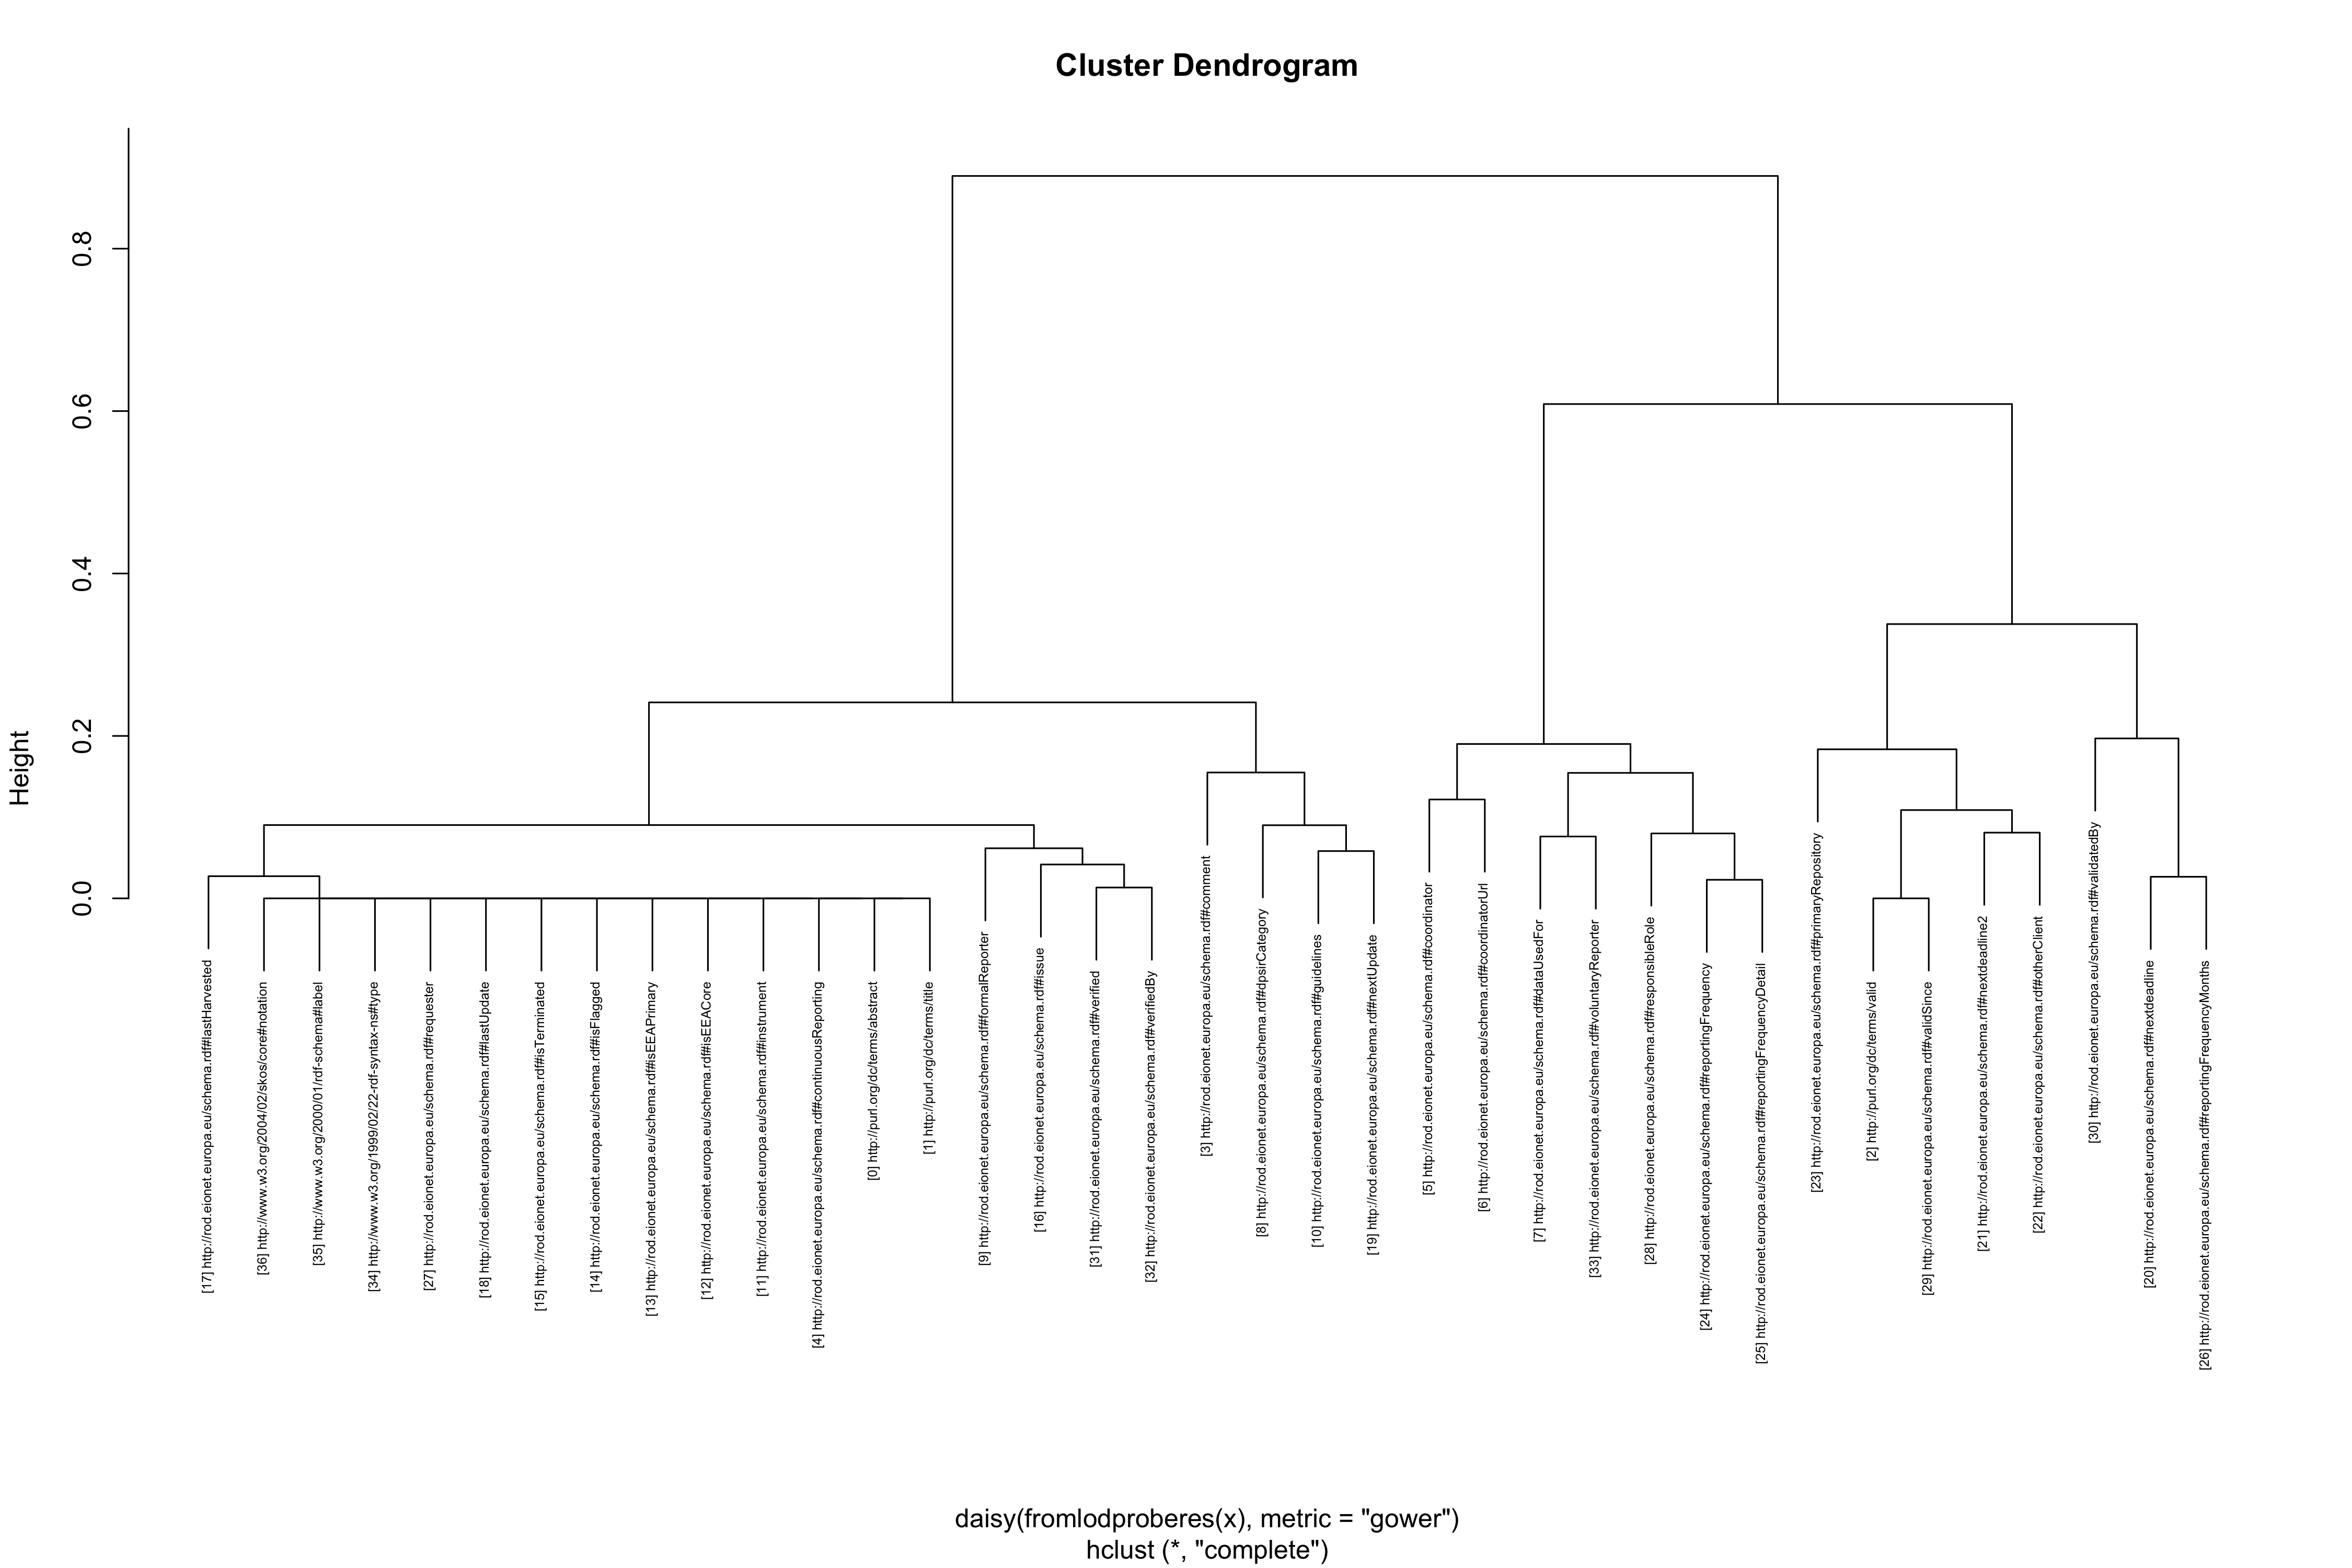 Cluster Dendrogram
Height
0.0
0.2
0.4
0.6
0.8
[17] http://rod.eionet.europa.eu/schema.rdf#lastHarvested
[36] http://www.w3.org/2004/02/skos/core#notation
[35] http://www.w3.org/2000/01/rdf-schema#label
[34] http://www.w3.org/1999/02/22-rdf-syntax-ns#type
[27] http://rod.eionet.europa.eu/schema.rdf#requester
[18] http://rod.eionet.europa.eu/schema.rdf#lastUpdate
[15] http://rod.eionet.europa.eu/schema.rdf#isTerminated
[14] http://rod.eionet.europa.eu/schema.rdf#isFlagged
[13] http://rod.eionet.europa.eu/schema.rdf#isEEAPrimary
[12] http://rod.eionet.europa.eu/schema.rdf#isEEACore
[11] http://rod.eionet.europa.eu/schema.rdf#instrument
[4] http://rod.eionet.europa.eu/schema.rdf#continuousReporting
[0] http://purl.org/dc/terms/abstract
[1] http://purl.org/dc/terms/title
[9] http://rod.eionet.europa.eu/schema.rdf#formalReporter
[16] http://rod.eionet.europa.eu/schema.rdf#issue
[31] http://rod.eionet.europa.eu/schema.rdf#verified
[32] http://rod.eionet.europa.eu/schema.rdf#verifiedBy
[3] http://rod.eionet.europa.eu/schema.rdf#comment
[8] http://rod.eionet.europa.eu/schema.rdf#dpsirCategory
[10] http://rod.eionet.europa.eu/schema.rdf#guidelines
[19] http://rod.eionet.europa.eu/schema.rdf#nextUpdate
[5] http://rod.eionet.europa.eu/schema.rdf#coordinator
[6] http://rod.eionet.europa.eu/schema.rdf#coordinatorUrl
[7] http://rod.eionet.europa.eu/schema.rdf#dataUsedFor
[33] http://rod.eionet.europa.eu/schema.rdf#voluntaryReporter
[28] http://rod.eionet.europa.eu/schema.rdf#responsibleRole
[24] http://rod.eionet.europa.eu/schema.rdf#reportingFrequency
[25] http://rod.eionet.europa.eu/schema.rdf#reportingFrequencyDetail
[23] http://rod.eionet.europa.eu/schema.rdf#primaryRepository
[2] http://purl.org/dc/terms/valid
[29] http://rod.eionet.europa.eu/schema.rdf#validSince
[21] http://rod.eionet.europa.eu/schema.rdf#nextdeadline2
[22] http://rod.eionet.europa.eu/schema.rdf#otherClient
[30] http://rod.eionet.europa.eu/schema.rdf#validatedBy
[20] http://rod.eionet.europa.eu/schema.rdf#nextdeadline
[26] http://rod.eionet.europa.eu/schema.rdf#reportingFrequencyMonths
daisy(fromlodproberes(x), metric = "gower")
hclust (*, "complete")